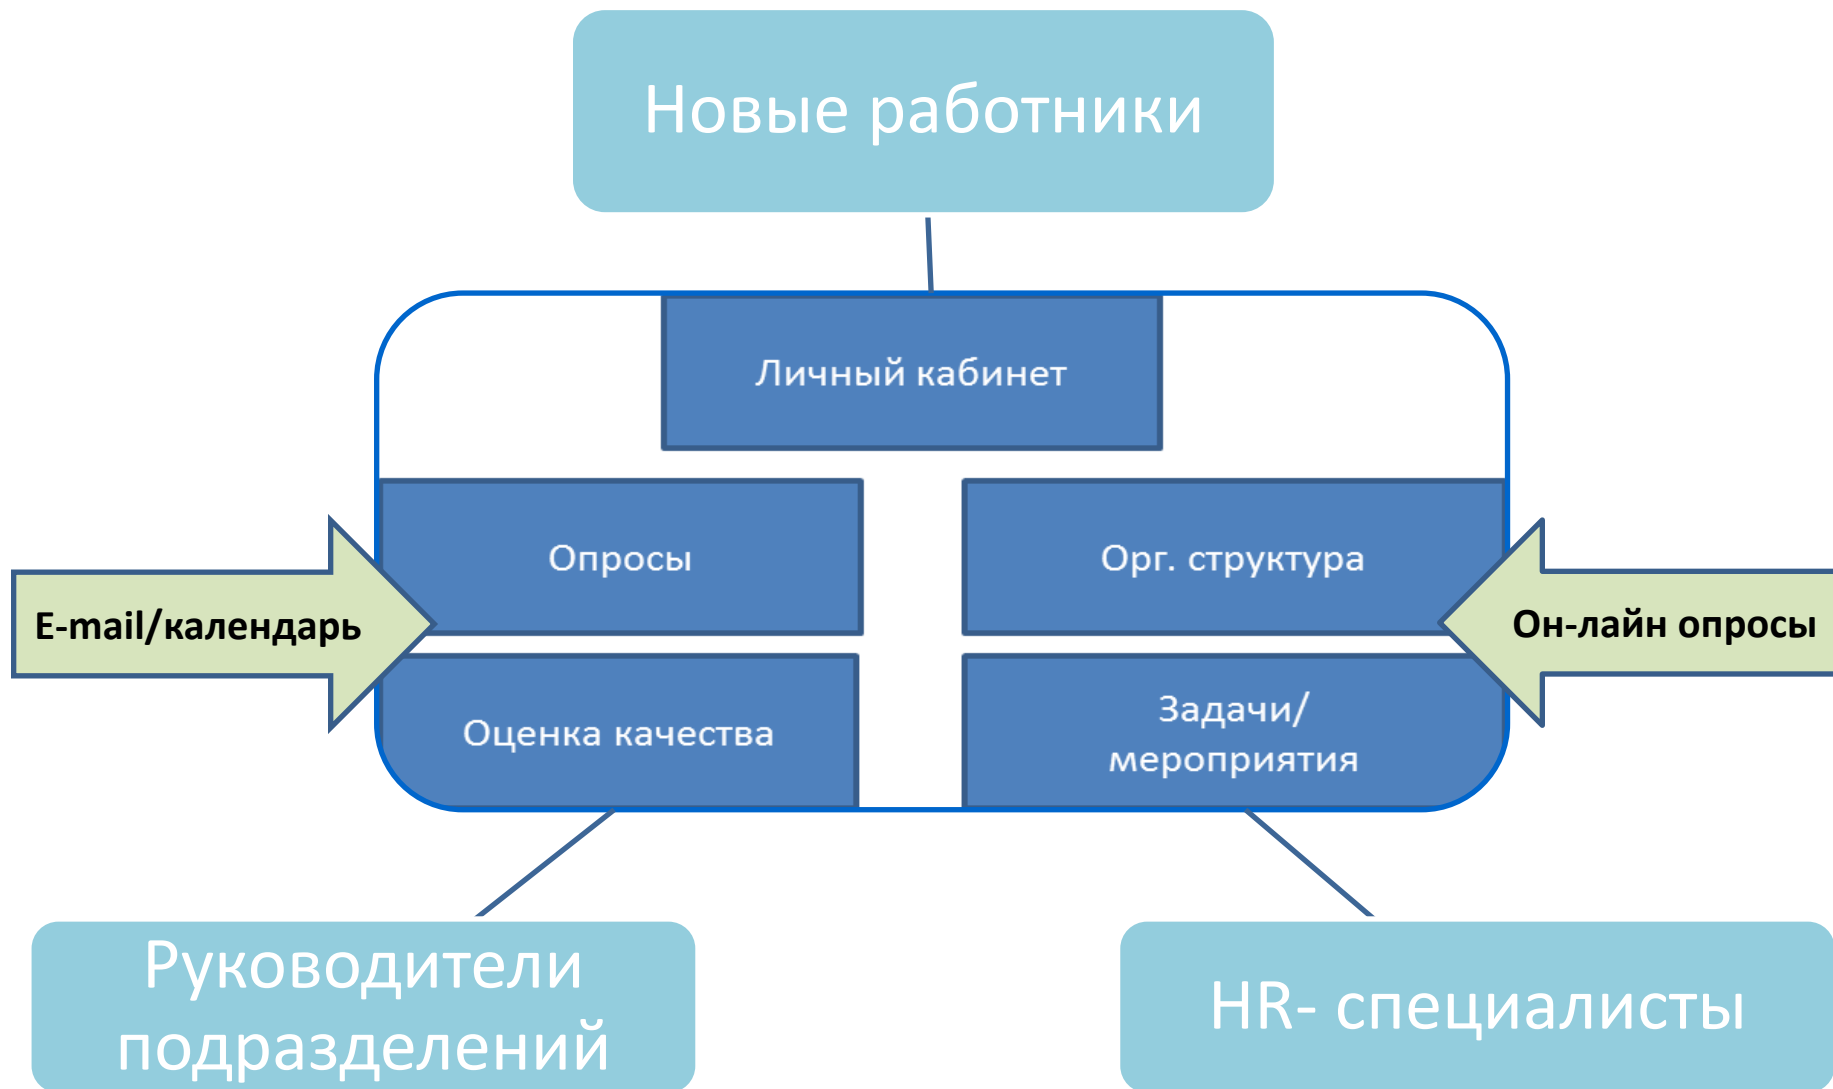 Новые работники
Личный кабинет
Опросы
Орг. структура
E-mail/календарь
Он-лайн опросы
Оценка качества
Задачи/
мероприятия
Руководители
подразделений
HR- специалисты